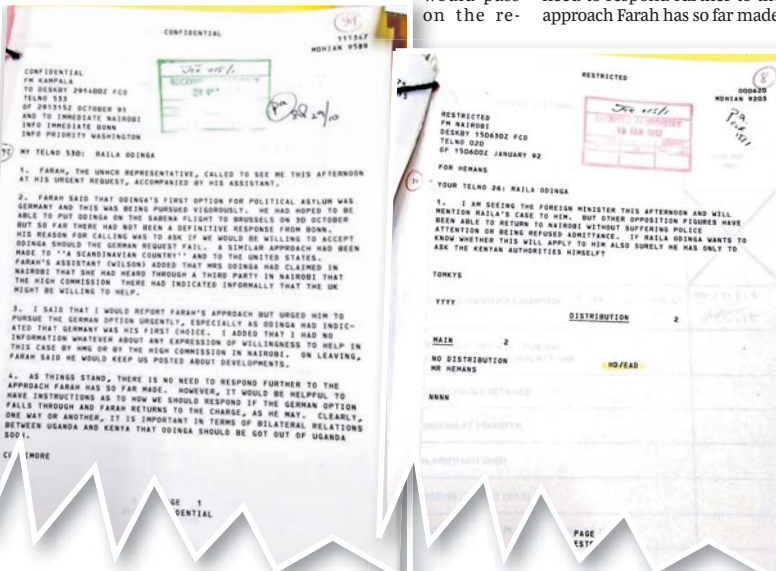 would pass
on the re-
approach Farah has so far made
CONFIDENTIAL
111347
MDHIAN 9589
CONFIDENTIAL
FM KAMPALA
TO DESKBY 291400Z FCO
TELNO 533
OF 291315Z OCTOBER 91
AND TO IMMEDIATE NAIROBI
INFO IMMEDIATE BONN
INFO PRIORITY WASHINGTON
MY TELNO 530: RAILA ODINGA
1. FARAH, THE UNHCR REPRESENTATIVE, CALLED TO SEE ME THIS AFTERNOON
AT HIS URGENT REQUEST, ACCOMPANIED BY HIS ASSISTANT.
2. FARAH SAID THAT ODINGA'S FIRST OPTION FOR POLITICAL ASYLUM WAS
GERMANY AND THIS WAS BEING PURSUED VIGOROUSLY. HE HAD HOPED TO BE
ABLE TO PUT ODINGA ON THE SABENA FLIGHT TO BRUSSELS ON 30 OCTOBER
BUT SO FAR THERE HAD NOT BEEN A DEFINITIVE RESPONSE FROM BONN.
HIS REASON FOR CALLING WAS TO ASK IF WE WOULD BE WILLING TO ACCEPT
ODINGA SHOULD THE GERMAN REQUEST FAIL. A SIMILAR APPROACH HAD BEEN
MADE TO ''A SCANDINAVIAN COUNTRY'' AND TO THE UNITED STATES.
FARAH'S ASSISTANT (WILSON) ADDED THAT MRS ODINGA HAD CLAIMED IN
NAIROBI THAT SHE HAD HEARD THROUGH A THIRD PARTY IN NAIROBI THAT
THE HIGH COMMISSION THERE HAD INDICATED INFORMALLY THAT THE UK
MIGHT BE WILLING TO HELP.
3. I SAID THAT I WOULD REPORT FARAH'S APPROACH BUT URGED HIM TO
PURSUE THE GERMAN OPTION URGENTLY, ESPECIALLY AS ODINGA HAD INDIC-
ATED THAT GERMANY WAS HIS FIRST CHOICE. I ADDED THAT I HAD NO
INFORMATION WHATEVER ABOUT ANY EXPRESSION OF WILLINGNESS TO HELP IN
THIS CASE BY HMG OR BY THE HIGH COMMISSION IN NAIROBI. ON LEAVING,
FARAH SAID HE WOULD KEEP US POSTED ABOUT DEVELOPMENTS.
4. AS THINGS STAND, THERE IS NO NEED TO RESPOND FURTHER TO THE
APPROACH FARAH HAS SO FAR MADE. HOWEVER, IT WOULD BE HELPFUL TO
HAVE INSTRUCTIONS AS TO HOW WE SHOULD RESPOND IF THE GERMAN OPTION
FALLS THROUGH AND FARAH RETURNS TO THE CHARGE, AS HE MAY. CLEARLY,
ONE WAY OR ANOTHER, IT IS IMPORTANT IN TERMS OF BILATERAL RELATIONS
BETWEEN UGANDA AND KENYA THAT ODINGA SHOULD BE GOT OUT OF UGANDA
SOON.
RESTRICTED
000420
MDHIAN 9203
RESTRICTED
FM NAIROBI
DESKBY 150630Z FCO
TELNO 020
OF 150600Z JANUARY 92
FOR HEMANS
YOUR TELNO 26: RAILA ODINGA
1. I AM SEEING THE FOREIGN MINISTER THIS AFTERNOON AND WILL
MENTION RAILA'S CASE TO HIM. BUT OTHER OPPOSITION FIGURES HAVE
BEEN ABLE TO RETURN TO NAIROBI WITHOUT SUFFERING POLICE
ATTENTION OR BEING REFUSED ADMITTANCE. IF RAILA ODINGA WANTS TO
KNOW WHETHER THIS WILL APPLY TO HIM ALSO SURELY HE HAS ONLY TO
ASK THE KENYAN AUTHORITIES HIMSELF?
TOMKYS
YYYY
DISTRIBUTION 2
MAIN 2
NO DISTRIBUTION
MR HEMANS
HD/EAD
NNNN
PAGE